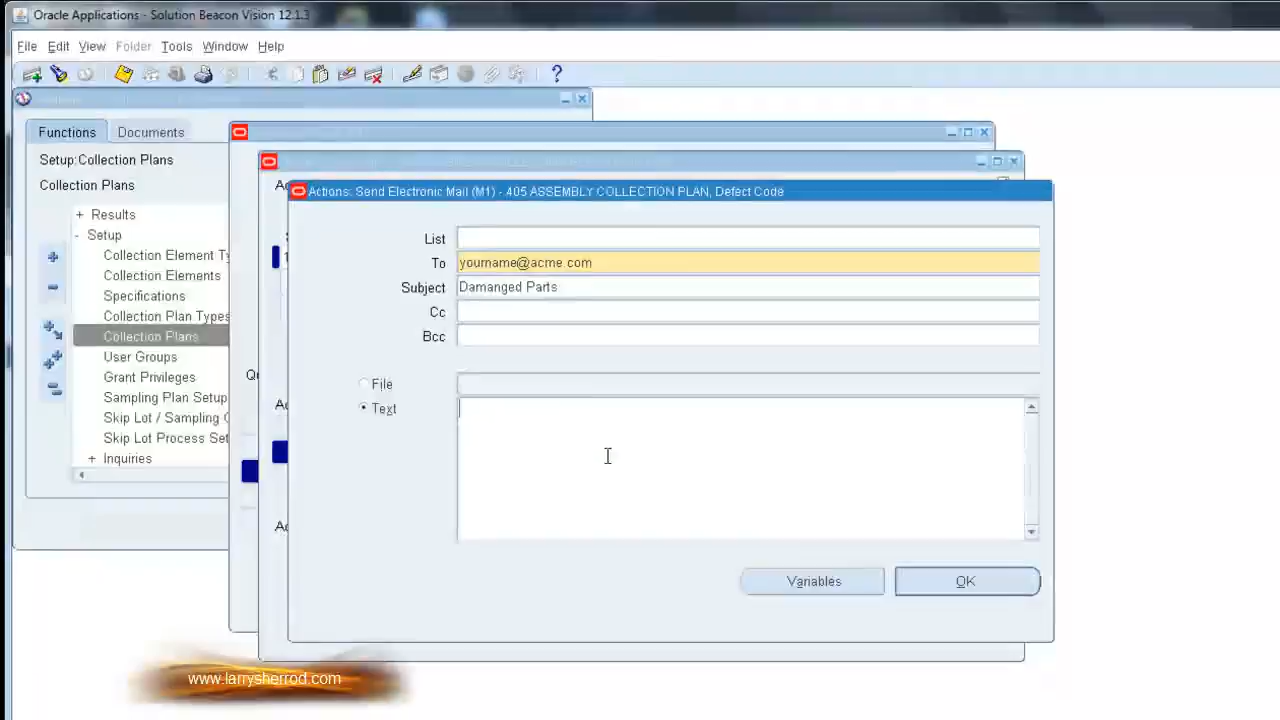 Oracle Applications - Solution Beacon Vision 12.1.3
File Edit View Folder Tools Window Help
Functions Documents
Setup:Collection Plans
Collection Plans
+ Results
- Setup
Collection Element Ty
Collection Elements
Specifications
Collection Plan Types
Collection Plans
User Groups
Grant Privileges
Sampling Plan Setup
Skip Lot / Sampling C
Skip Lot Process Set
+ Inquiries
Actions: Send Electronic Mail (M1) - 405 ASSEMBLY COLLECTION PLAN, Defect Code
List
To yourname@acme com
Subject Damanged Parts
Cc
Bcc
File
Text
Variables OK
www.larrysherrod.com